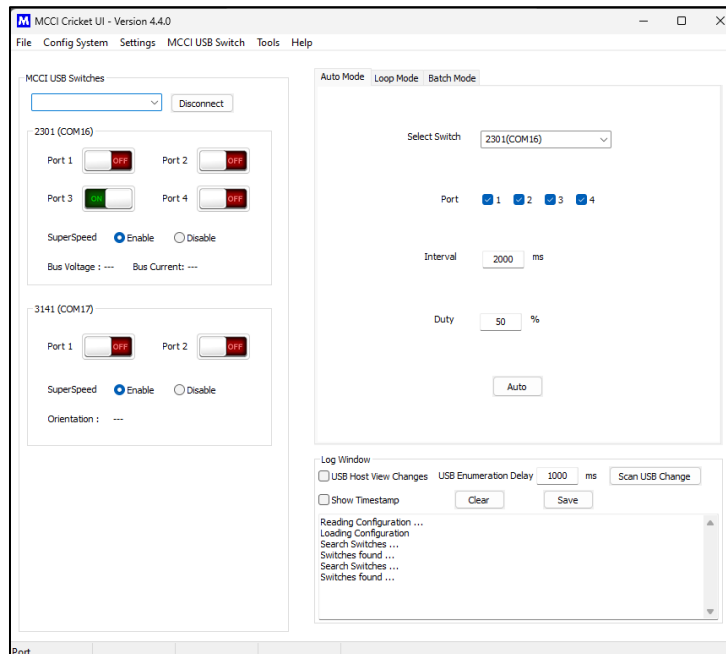 M MCCI Cricket UI - Version 4.4.0
File Config System Settings MCCI USB Switch Tools Help
MCCI USB Switches
Disconnect
2301 (COM16)
Port 1 OFF Port 2 OFF
Port 3 ON Port 4 OFF
SuperSpeed Enable Disable
Bus Voltage : --- Bus Current: ---
3141 (COM17)
Port 1 OFF Port 2 OFF
SuperSpeed Enable Disable
Orientation : ---
Auto Mode Loop Mode Batch Mode
Select Switch 2301(COM16)
Port 1 2 3 4
Interval 2000 ms
Duty 50 %
Auto
Log Window
USB Host View Changes USB Enumeration Delay 1000 ms Scan USB Change
Show Timestamp Clear Save
Reading Configuration ...
Loading Configuration
Search Switches ...
Switches found ...
Search Switches ...
Switches found ...
Port